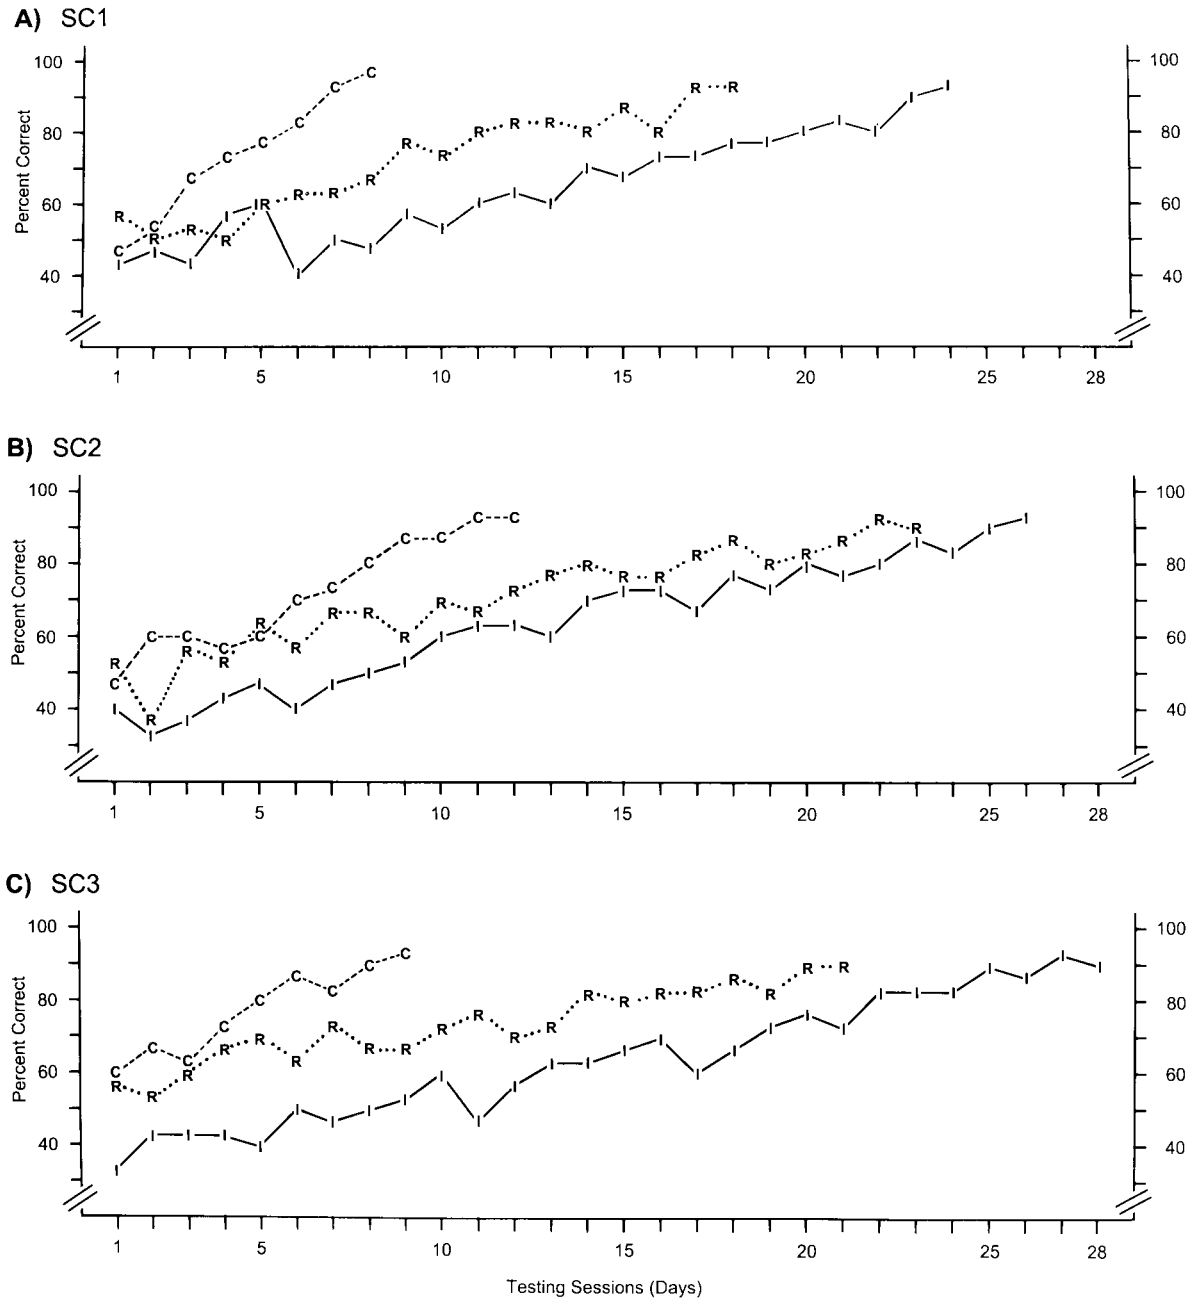 A) SC1
100
80
60
40
Percent Correct
C C C C C C C C
R R R R R R R R R R R R R R R R R R
I I I I I I I I I I I I I I I I I I I I I I I I
100
80
60
40
1 5 10 15 20 25 28
B) SC2
100
80
60
40
Percent Correct
C C C C C C C C C C C C
R R R R R R R R R R R R R R R R R R R R R R R
I I I I I I I I I I I I I I I I I I I I I I I I I I
100
80
60
40
1 5 10 15 20 25 28
C) SC3
100
80
60
40
Percent Correct
C C C C C C C C C
R R R R R R R R R R R R R R R R R R R R R
I I I I I I I I I I I I I I I I I I I I I I I I I I I I
100
80
60
40
1 5 10 15 20 25 28
Testing Sessions (Days)